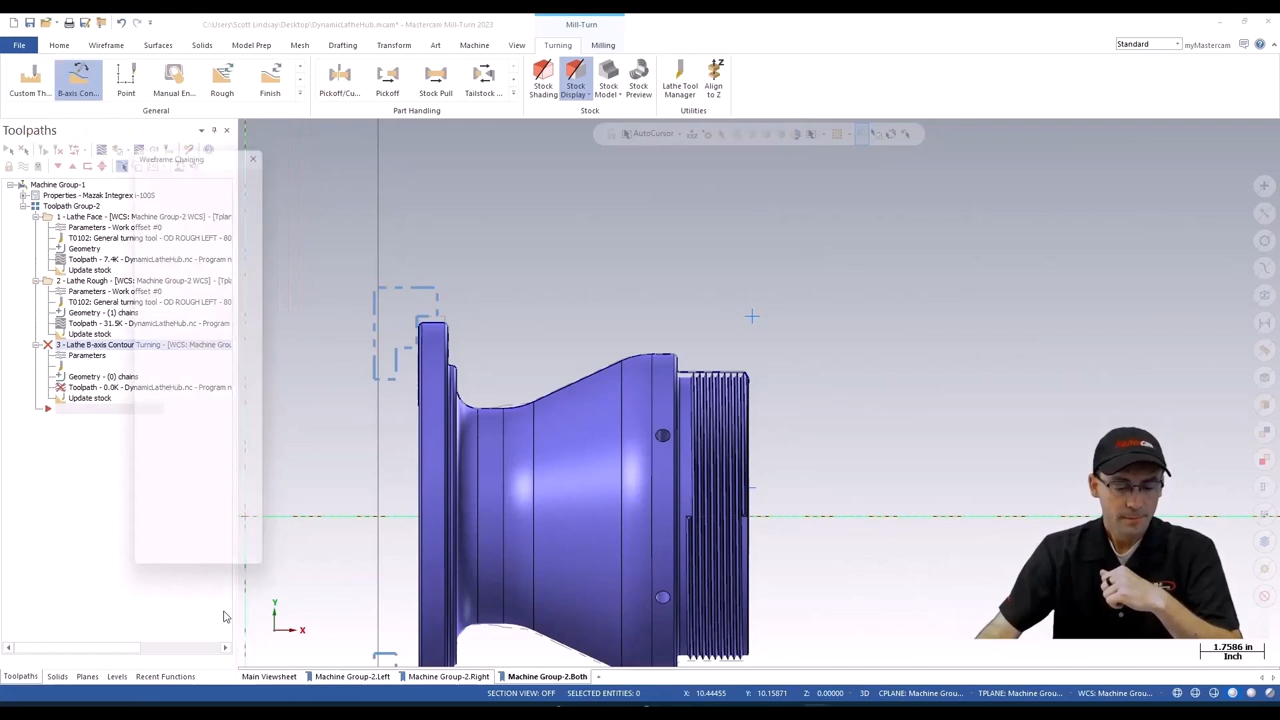 C:\Users\Scott Lindsay\Desktop\DynamicLatheHub.mcam* - Mastercam Mill-Turn 2023
Mill-Turn
File Home Wireframe Surfaces Solids Model Prep Mesh Drafting Transform Art Machine View Turning Milling
Standard myMastercam
Custom Th... B-axis Con... Point Manual En... Rough Finish
Pickoff/Cu... Pickoff Stock Pull Tailstock ...
Stock Shading Stock Display Stock Model Stock Preview
Lathe Tool Manager Align to Z
General Part Handling Stock Utilities
Toolpaths
AutoCursor
Wireframe Chaining
Machine Group-1
Properties - Mazak Integrex i-100S
Toolpath Group-2
1 - Lathe Face - [WCS: Machine Group-2 WCS] - [Tplan
Parameters - Work offset #0
T0102: General turning tool - OD ROUGH LEFT - 80
Geometry
Toolpath - 7.4K - DynamicLatheHub.nc - Program n
Update stock
2 - Lathe Rough - [WCS: Machine Group-2 WCS] - [Tpl
Parameters - Work offset #0
T0102: General turning tool - OD ROUGH LEFT - 80
Geometry - (1) chains
Toolpath - 31.5K - DynamicLatheHub.nc - Program
Update stock
3 - Lathe B-axis Contour Turning - [WCS: Machine Grou
Parameters
Geometry - (0) chains
Toolpath - 0.0K - DynamicLatheHub.nc - Program n
Update stock
Y
X
1.7586 in
Inch
Toolpaths Solids Planes Levels Recent Functions
Main Viewsheet Machine Group-2.Left Machine Group-2.Right Machine Group-2.Both +
SECTION VIEW: OFF SELECTED ENTITIES: 0 X: 10.44455 Y: 10.15871 Z: 0.00000 3D CPLANE: Machine Grou... TPLANE: Machine Grou... WCS: Machine Grou...